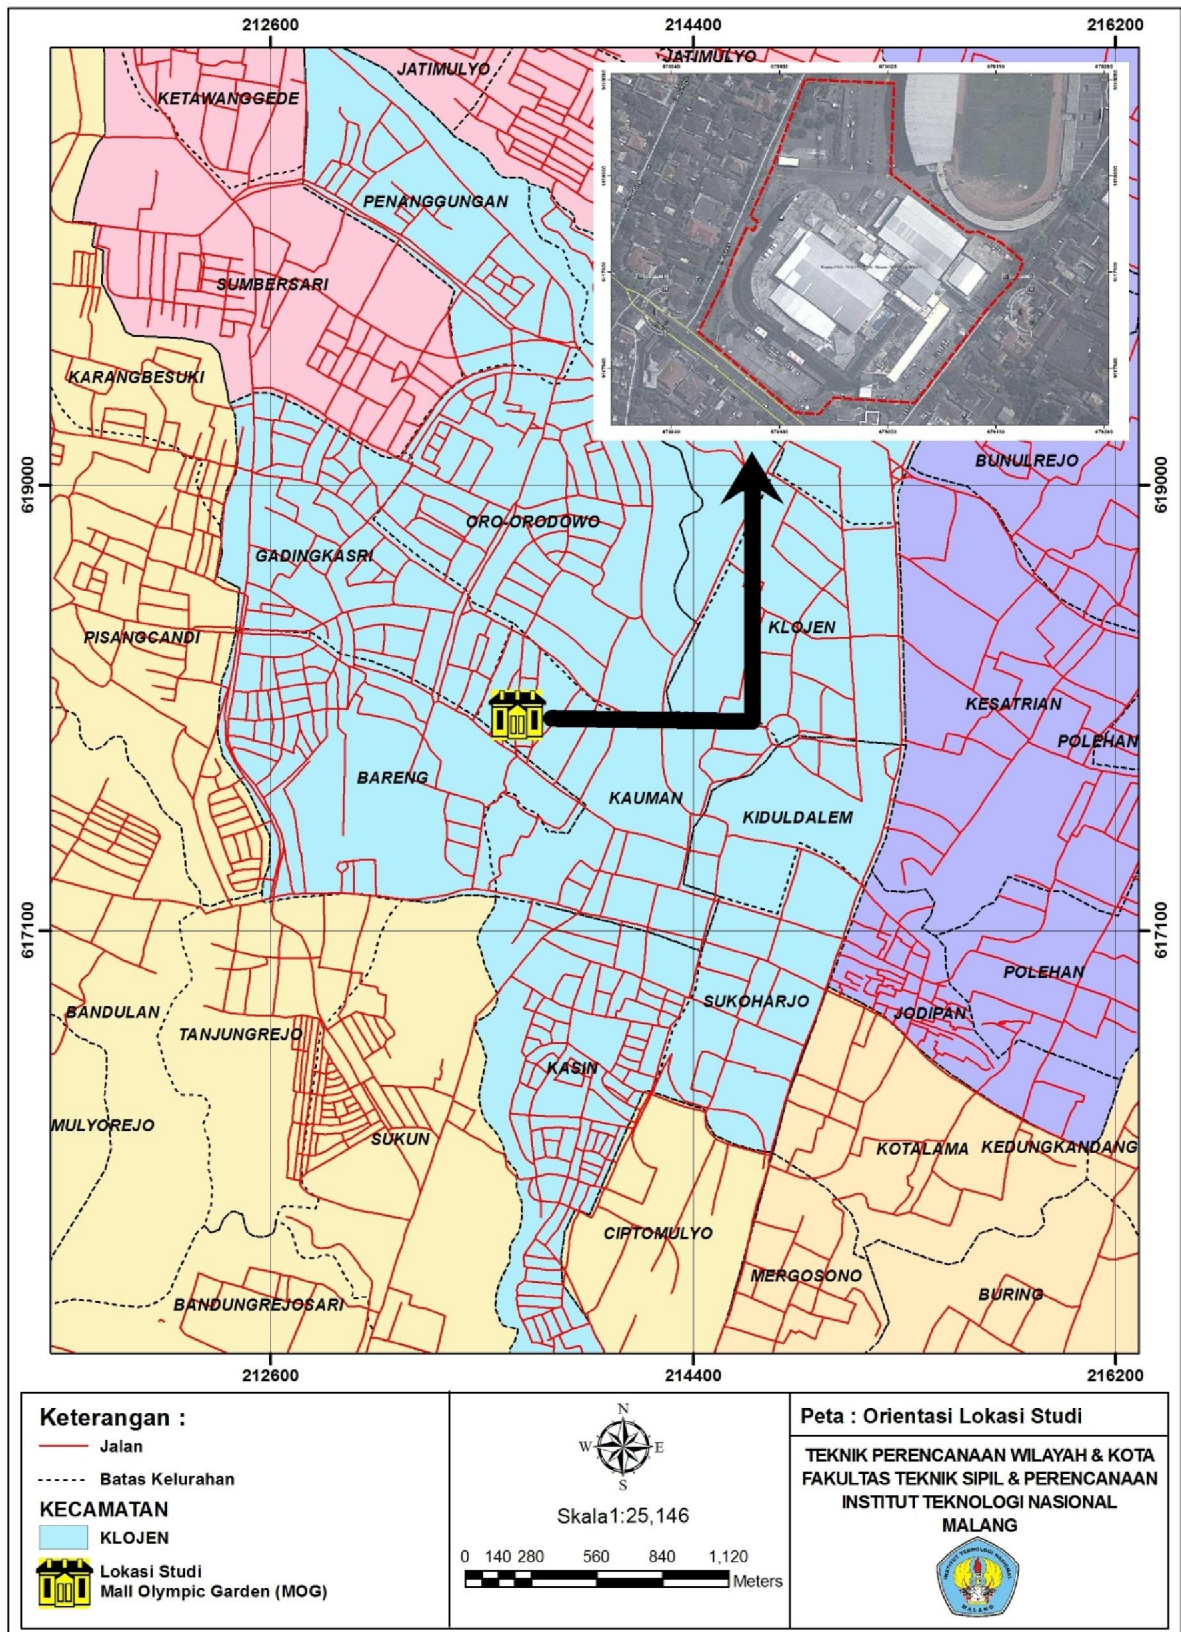 212600
214400
216200
JATIMULYO
JATIMULYO
KETAWANGGEDE
PENANGGUNGAN
SUMBERSARI
KARANGBESUKI
BUNULREJO
619000
619000
ORO-ORODOWO
GADINGKASRI
PISANGCANDI
KLOJEN
KESATRIAN
POLEHAN
BARENG
KAUMAN
KIDULDALEM
617100
617100
POLEHAN
BANDULAN
TANJUNGREJO
SUKOHARJO
JODIPAN
KASIN
MULYOREJO
SUKUN
KOTALAMA
KEDUNGKANDANG
CIPTOMULYO
MERGOSONO
BURING
BANDUNGREJOSARI
212600
214400
216200
Keterangan :
Jalan
Batas Kelurahan
KECAMATAN
KLOJEN
Lokasi Studi
Mall Olympic Garden (MOG)
N
W
E
S
Skala1:25,146
0 140 280 560 840 1,120
Meters
Peta : Orientasi Lokasi Studi
TEKNIK PERENCANAAN WILAYAH & KOTA
FAKULTAS TEKNIK SIPIL & PERENCANAAN
INSTITUT TEKNOLOGI NASIONAL
MALANG
INSTITUT TEKNOLOGI NASIONAL
MALANG